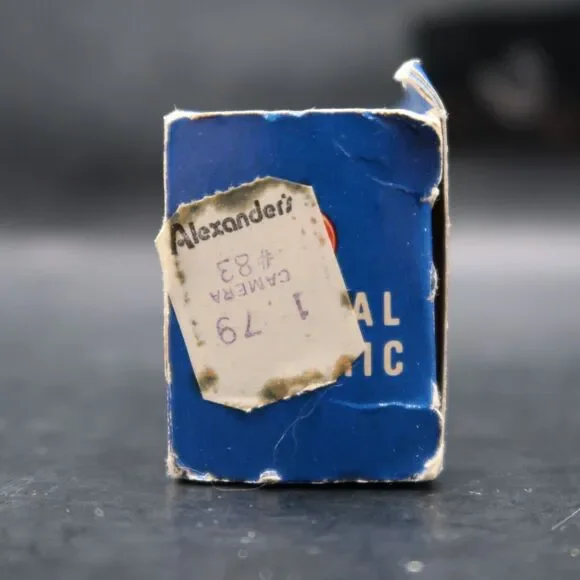 Alexander's
#83
CAMERA
1.79
AL
IC